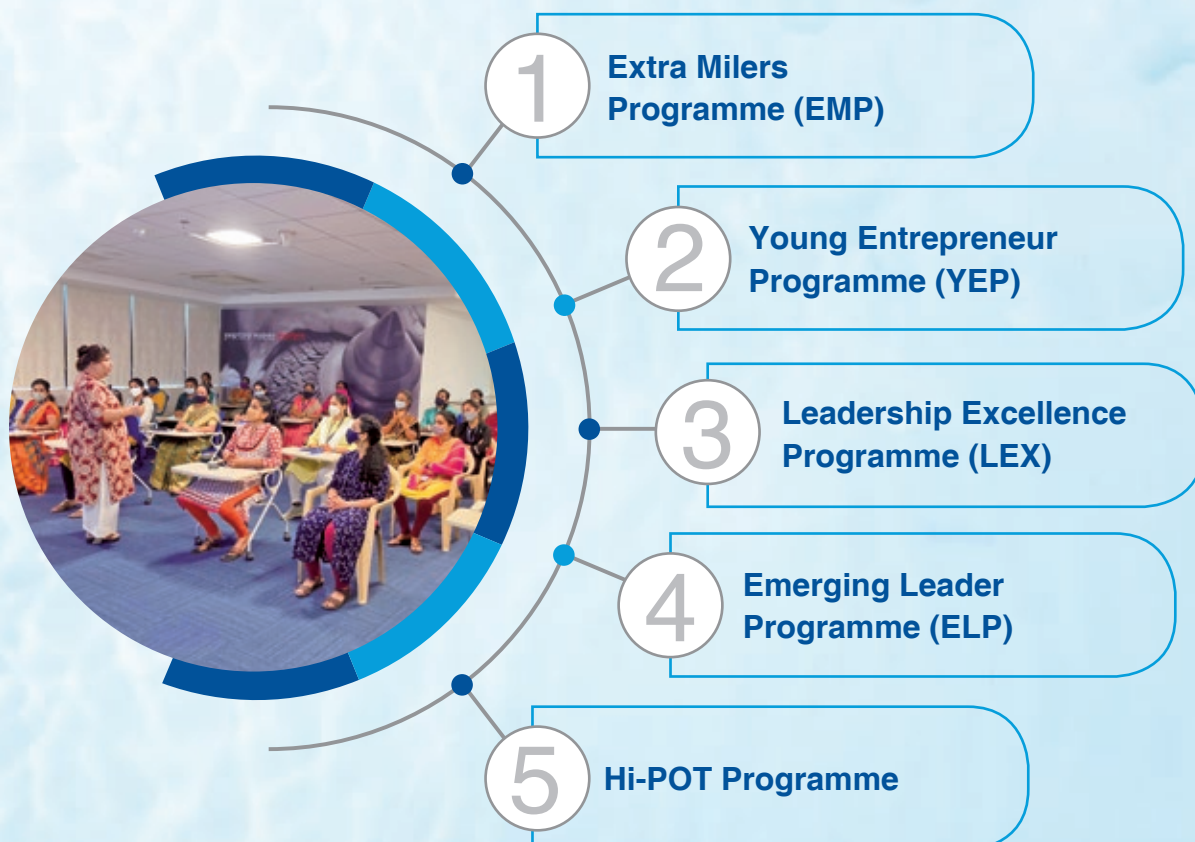 1
Extra Milers
Programme (EMP)
2
Young Entrepreneur
Programme (YEP)
3
Leadership Excellence
Programme (LEX)
4
Emerging Leader
Programme (ELP)
5
Hi-POT Programme